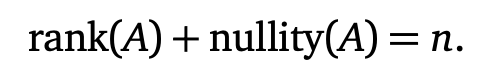 rank(A) + nullity(A) = n.